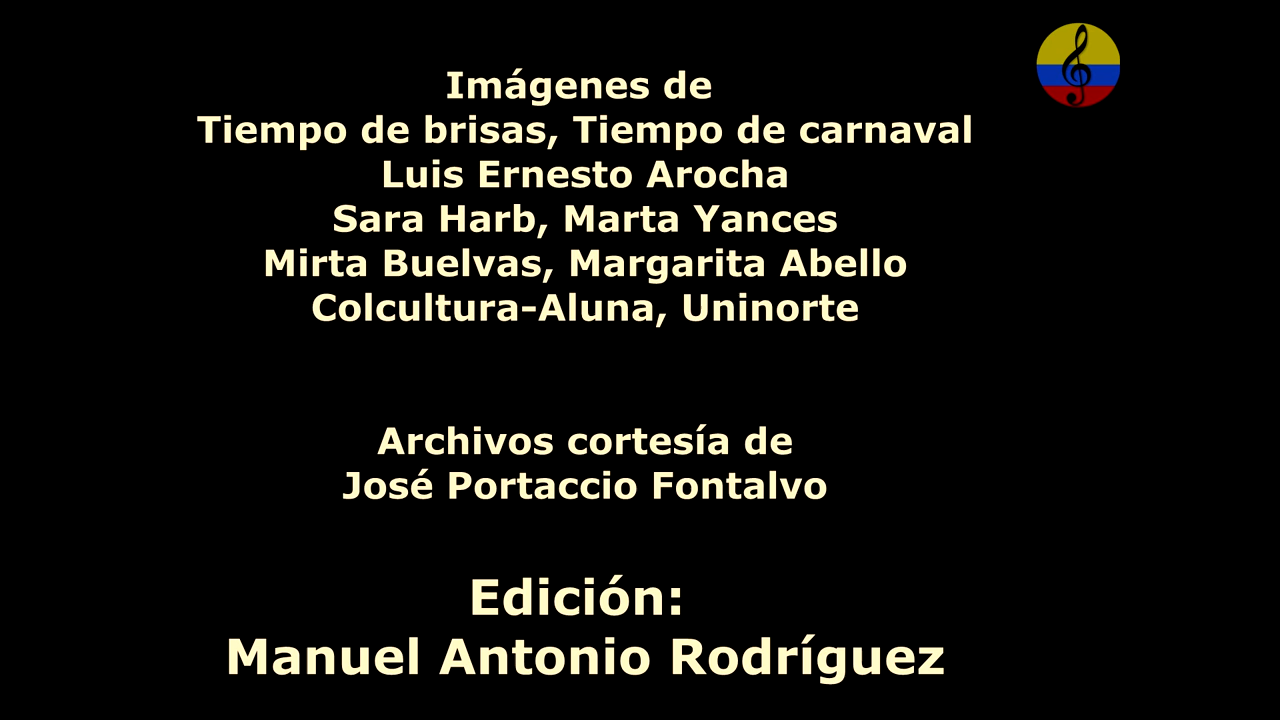 Imágenes de
Tiempo de brisas, Tiempo de carnaval
Luis Ernesto Arocha
Sara Harb, Marta Yances
Mirta Buelvas, Margarita Abello
Colcultura-Aluna, Uninorte
Archivos cortesía de
José Portaccio Fontalvo
Edición:
Manuel Antonio Rodríguez